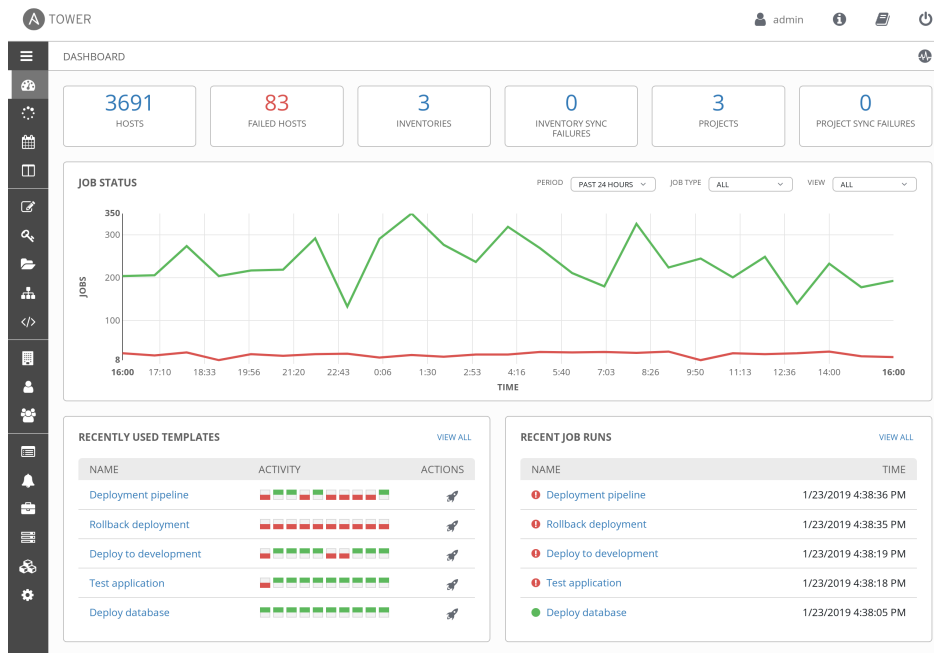 A TOWER
admin
DASHBOARD
3691
HOSTS
83
FAILED HOSTS
3
INVENTORIES
0
INVENTORY SYNC
FAILURES
3
PROJECTS
0
PROJECT SYNC FAILURES
JOB STATUS
PERIOD PAST 24 HOURS JOB TYPE ALL VIEW ALL
350
300
200
100
8
JOBS
16:00 17:10 18:33 19:56 21:20 22:43 0:06 1:30 2:53 4:16 5:40 7:03 8:26 9:50 11:13 12:36 14:00 16:00
TIME
RECENTLY USED TEMPLATES VIEW ALL
NAME ACTIVITY ACTIONS
Deployment pipeline
Rollback deployment
Deploy to development
Test application
Deploy database
RECENT JOB RUNS VIEW ALL
NAME TIME
Deployment pipeline 1/23/2019 4:38:36 PM
Rollback deployment 1/23/2019 4:38:35 PM
Deploy to development 1/23/2019 4:38:19 PM
Test application 1/23/2019 4:38:18 PM
Deploy database 1/23/2019 4:38:05 PM